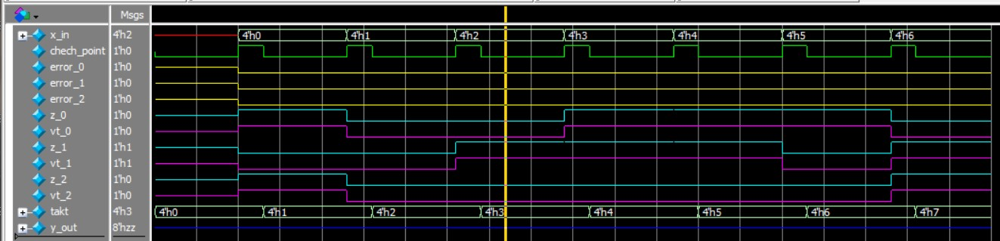 Msgs
x_in 4'h2 4'h0 4'h1 4'h2 4'h3 4'h4 4'h5 4'h6
chech_point 1'h0
error_0 1'h0
error_1 1'h0
error_2 1'h0
z_0 1'h0
vt_0 1'h0
z_1 1'h1
vt_1 1'h1
z_2 1'h0
vt_2 1'h0
takt 4'h3 4'h0 4'h1 4'h2 4'h3 4'h4 4'h5 4'h6 4'h7
y_out 8'hzz